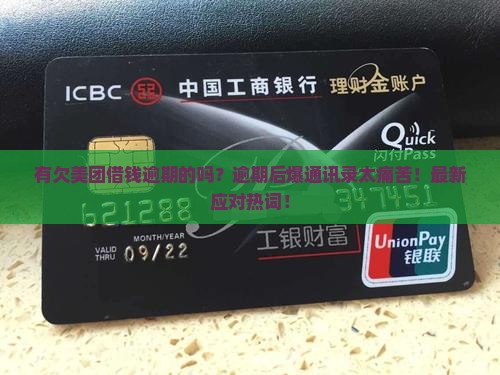 ICBC 中国工商银行 理财金账户
Quick
闪付Pass
有欠美团借钱逾期的吗？逾期后爆通讯录太痛苦！最新
应对热词！
621288 347451
MONTH/YEAR
VALID
THRU 09/22
工银财富
UnionPay
银联